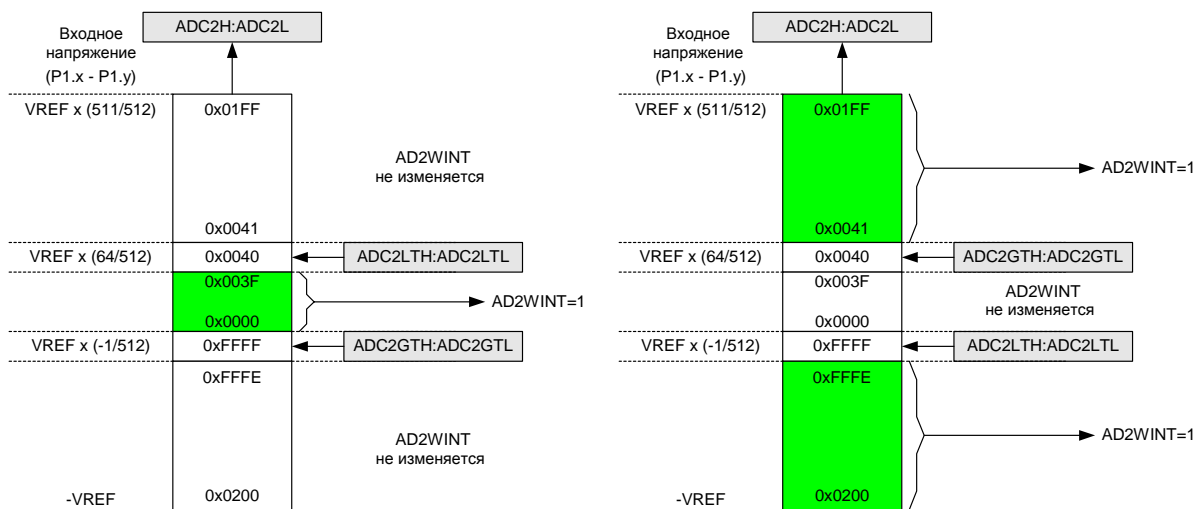 ADC2H:ADC2L
Входное
напряжение
(P1.x - P1.y)
VREF x (511/512)
0x01FF
AD2WINT
не изменяется
0x0041
VREF x (64/512)
0x0040
ADC2LTH:ADC2LTL
0x003F
AD2WINT=1
0x0000
VREF x (-1/512)
0xFFFF
ADC2GTH:ADC2GTL
0xFFFE
AD2WINT
не изменяется
-VREF
0x0200
ADC2H:ADC2L
Входное
напряжение
(P1.x - P1.y)
VREF x (511/512)
0x01FF
AD2WINT=1
0x0041
VREF x (64/512)
0x0040
ADC2GTH:ADC2GTL
0x003F
AD2WINT
не изменяется
0x0000
VREF x (-1/512)
0xFFFF
ADC2LTH:ADC2LTL
0xFFFE
AD2WINT=1
-VREF
0x0200